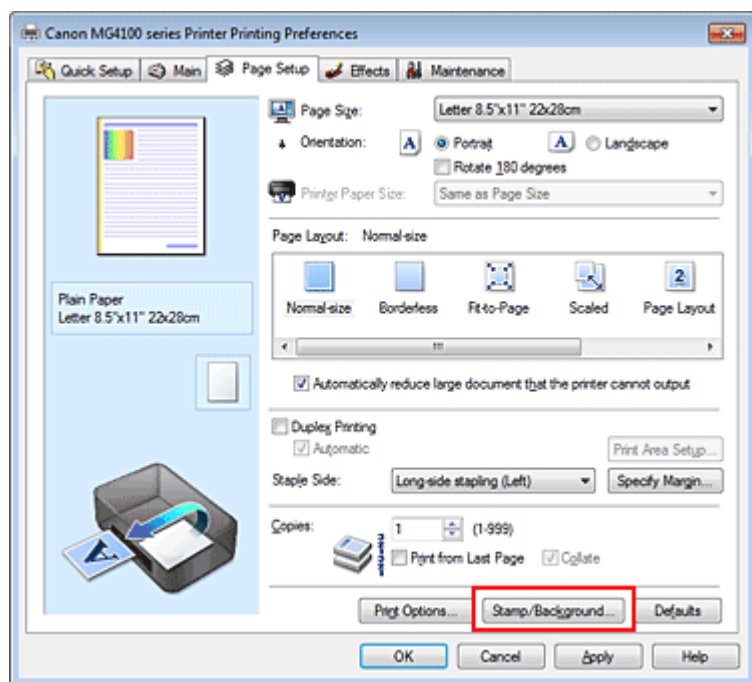 Canon MG4100 series Printer Printing Preferences
Quick Setup Main Page Setup Effects Maintenance
Page Size: Letter 8.5"x11" 22x28cm
Orientation: A Portrait A Landscape
Rotate 180 degrees
Printer Paper Size: Same as Page Size
Page Layout: Normal-size
2
Normal-size Borderless Fit-to-Page Scaled Page Layout
Plain Paper
Letter 8.5"x11" 22x28cm
Automatically reduce large document that the printer cannot output
Duplex Printing
Automatic Print Area Setup...
Staple Side: Long-side stapling (Left) Specify Margin...
Copies: 1 (1-999)
Print from Last Page Collate
A
Print Options... Stamp/Background... Defaults
OK Cancel Apply Help